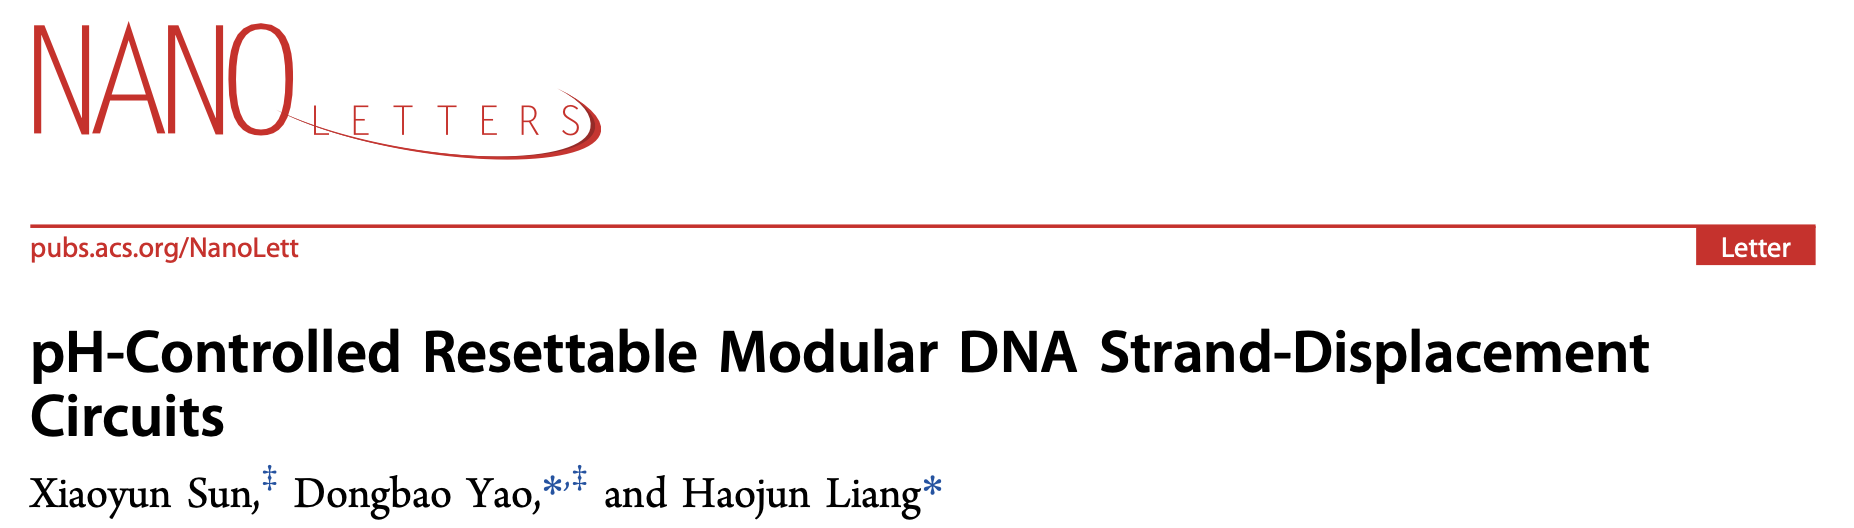 NANO LETTERS
pubs.acs.org/NanoLett
Letter
pH-Controlled Resettable Modular DNA Strand-Displacement
Circuits
Xiaoyun Sun,‡ Dongbao Yao,*,‡ and Haojun Liang*